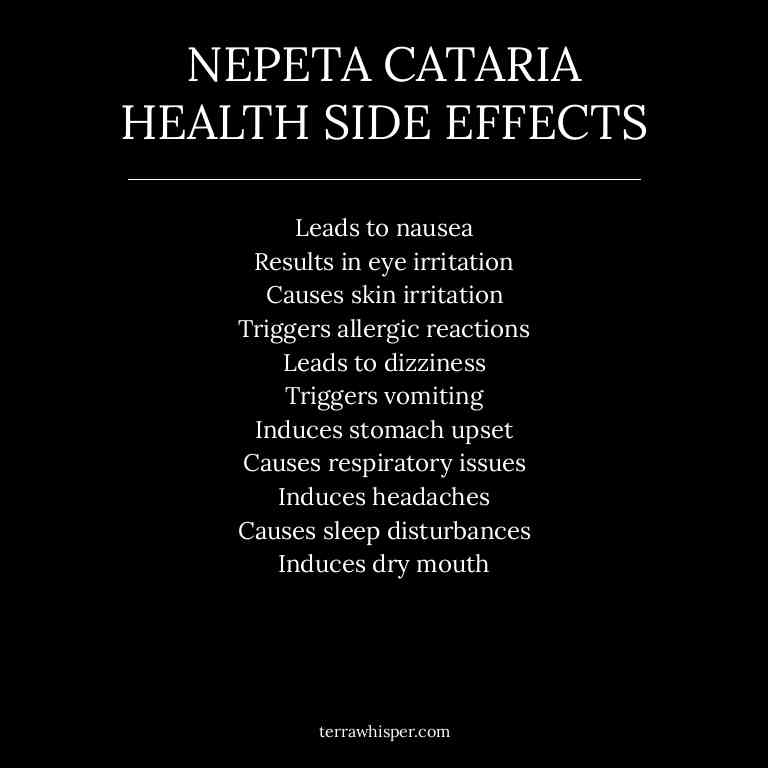 NEPETA CATARIA
HEALTH SIDE EFFECTS
Leads to nausea
Results in eye irritation
Causes skin irritation
Triggers allergic reactions
Leads to dizziness
Triggers vomiting
Induces stomach upset
Causes respiratory issues
Induces headaches
Causes sleep disturbances
Induces dry mouth
terrawhisper.com